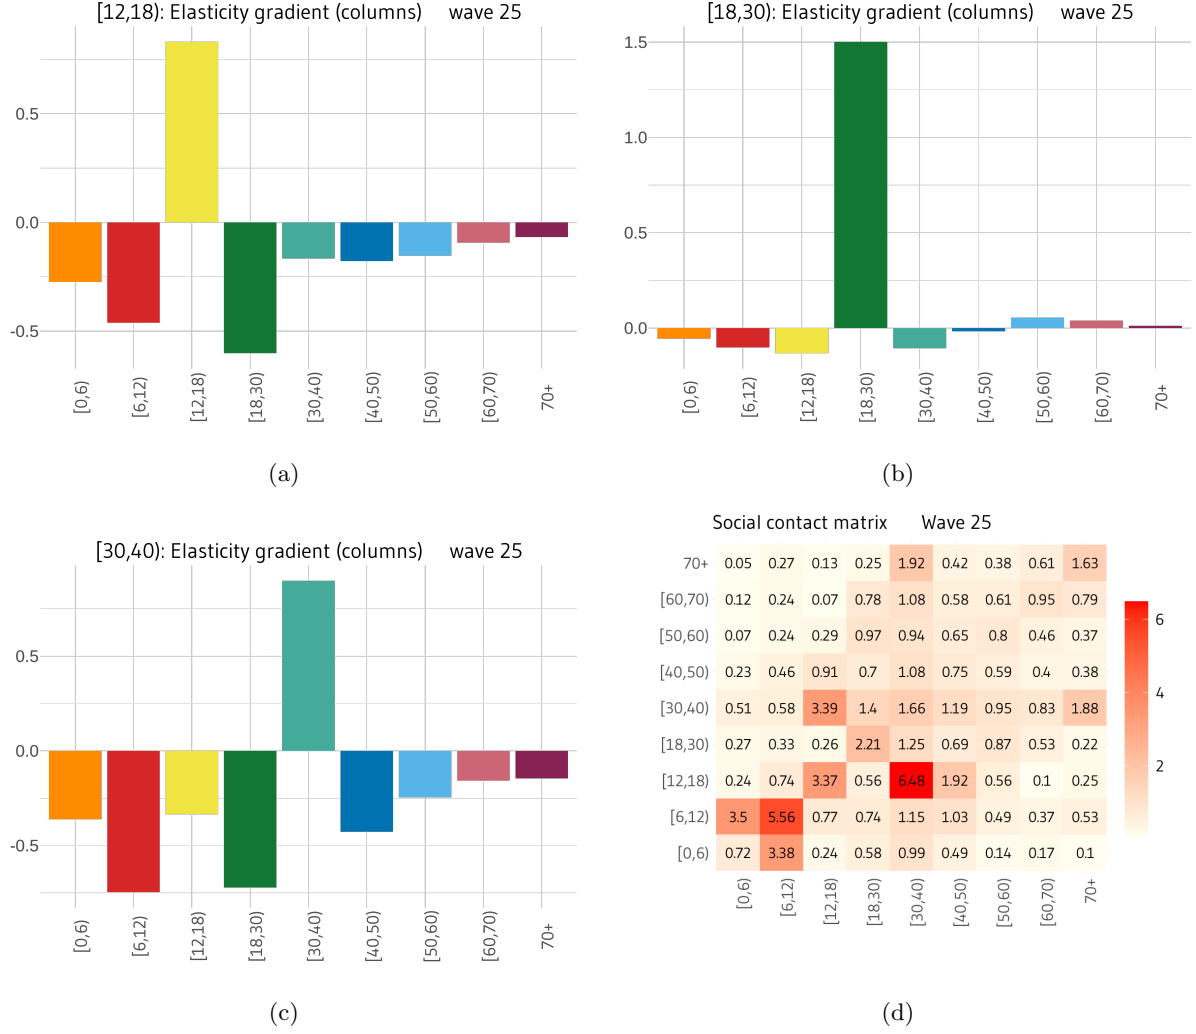 [12,18): Elasticity gradient (columns) wave 25
0.5
0.0
-0.5
[0,6) [6,12) [12,18) [18,30) [30,40) [40,50) [50,60) [60,70) 70+
(a)
[18,30): Elasticity gradient (columns) wave 25
1.5
1.0
0.5
0.0
[0,6) [6,12) [12,18) [18,30) [30,40) [40,50) [50,60) [60,70) 70+
(b)
[30,40): Elasticity gradient (columns) wave 25
0.5
0.0
-0.5
[0,6) [6,12) [12,18) [18,30) [30,40) [40,50) [50,60) [60,70) 70+
(c)
Social contact matrix Wave 25
70+ 0.05 0.27 0.13 0.25 1.92 0.42 0.38 0.61 1.63
[60,70) 0.12 0.24 0.07 0.78 1.08 0.58 0.61 0.95 0.79
[50,60) 0.07 0.24 0.29 0.97 0.94 0.65 0.8 0.46 0.37
[40,50) 0.23 0.46 0.91 0.7 1.08 0.75 0.59 0.4 0.38
[30,40) 0.51 0.58 3.39 1.4 1.66 1.19 0.95 0.83 1.88
[18,30) 0.27 0.33 0.26 2.21 1.25 0.69 0.87 0.53 0.22
[12,18) 0.24 0.74 3.37 0.56 6.48 1.92 0.56 0.1 0.25
[6,12) 3.5 5.56 0.77 0.74 1.15 1.03 0.49 0.37 0.53
[0,6) 0.72 3.38 0.24 0.58 0.99 0.49 0.14 0.17 0.1
[0,6) [6,12) [12,18) [18,30) [30,40) [40,50) [50,60) [60,70) 70+
6
4
2
(d)